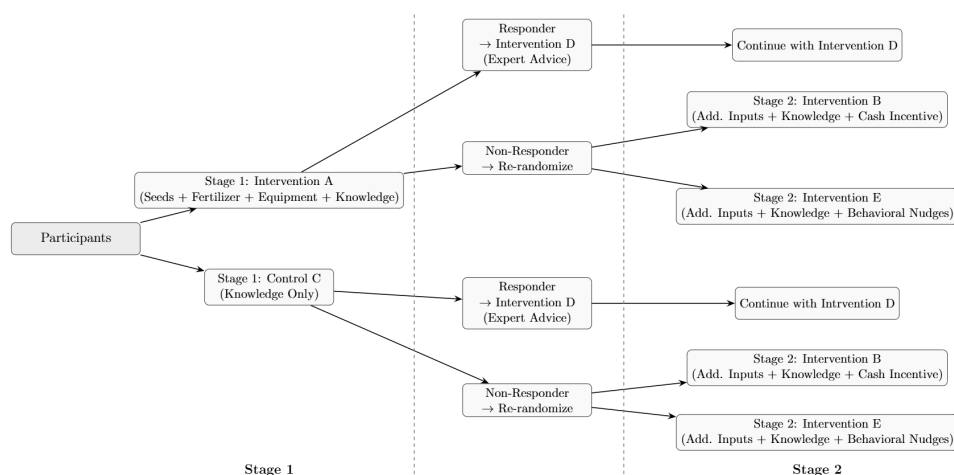 Responder
→ Intervention D
(Expert Advice)
Continue with Intervention D
Stage 2: Intervention B
(Add. Inputs + Knowledge + Cash Incentive)
Non-Responder
→ Re-randomize
Stage 1: Intervention A
(Seeds + Fertilizer + Equipment + Knowledge)
Stage 2: Intervention E
(Add. Inputs + Knowledge + Behavioral Nudges)
Participants
Stage 1: Control C
(Knowledge Only)
Responder
→ Intervention D
(Expert Advice)
Continue with Intrvention D
Stage 2: Intervention B
(Add. Inputs + Knowledge + Cash Incentive)
Non-Responder
→ Re-randomize
Stage 2: Intervention E
(Add. Inputs + Knowledge + Behavioral Nudges)
Stage 1
Stage 2